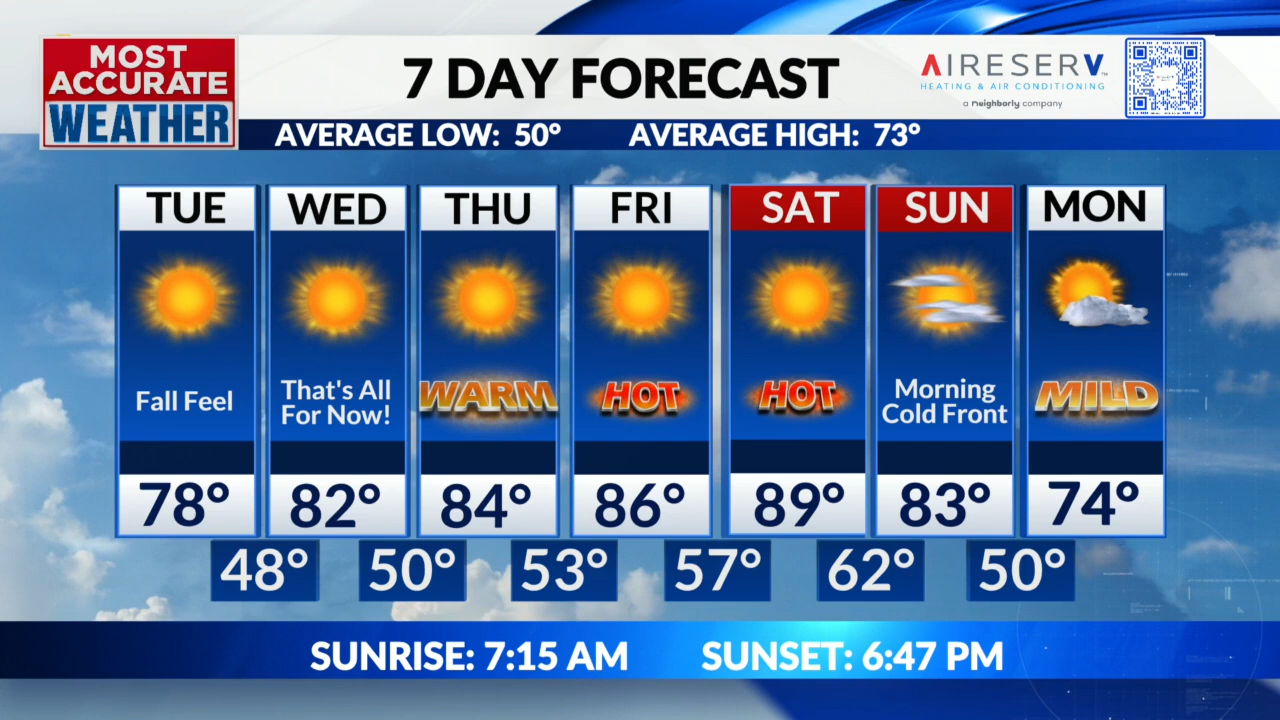 MOST
ACCURATE
WEATHER
7 DAY FORECAST
AIRESERV™
HEATING & AIR CONDITIONING
a neighborly company
AVERAGE LOW: 50° AVERAGE HIGH: 73°
TUE WED THU FRI SAT SUN MON
Fall Feel
That's All
For Now!
WARM
HOT
HOT
Morning
Cold Front
MILD
78° 82° 84° 86° 89° 83° 74°
48° 50° 53° 57° 62° 50°
SUNRISE: 7:15 AM SUNSET: 6:47 PM